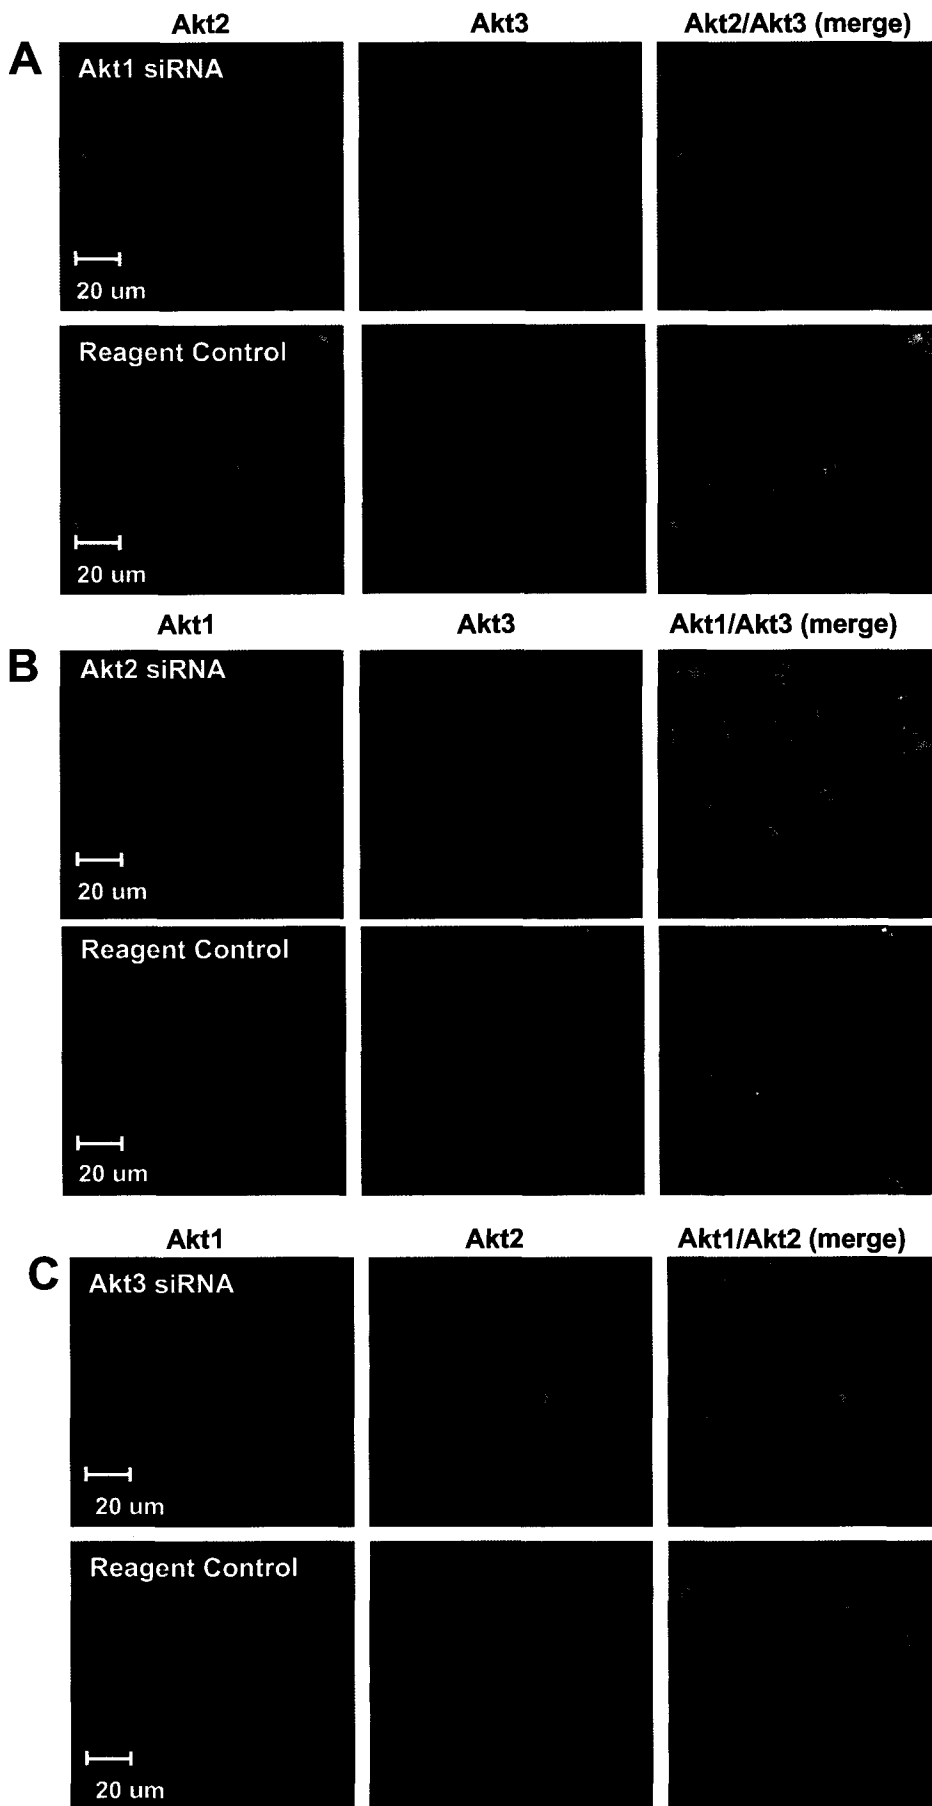 Akt2 Akt3 Akt2/Akt3 (merge)
A
Akt1 siRNA
20 um
Reagent Control
20 um
Akt1 Akt3 Akt1/Akt3 (merge)
B
Akt2 siRNA
20 um
Reagent Control
20 um
Akt1 Akt2 Akt1/Akt2 (merge)
C
Akt3 siRNA
20 um
Reagent Control
20 um